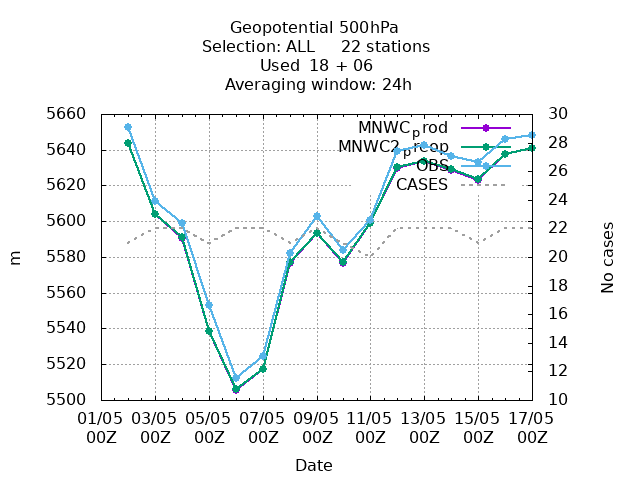 Geopotential 500hPa
Selection: ALL     22 stations
Used  18 + 06
Averaging window: 24h
MNWC_prod
MNWC2_preop
OBS
CASES
5660
5640
5620
5600
5580
5560
5540
5520
5500
m
30
28
26
24
22
20
18
16
14
12
10
No cases
01/05 03/05 05/05 07/05 09/05 11/05 13/05 15/05 17/05
00Z 00Z 00Z 00Z 00Z 00Z 00Z 00Z 00Z
Date